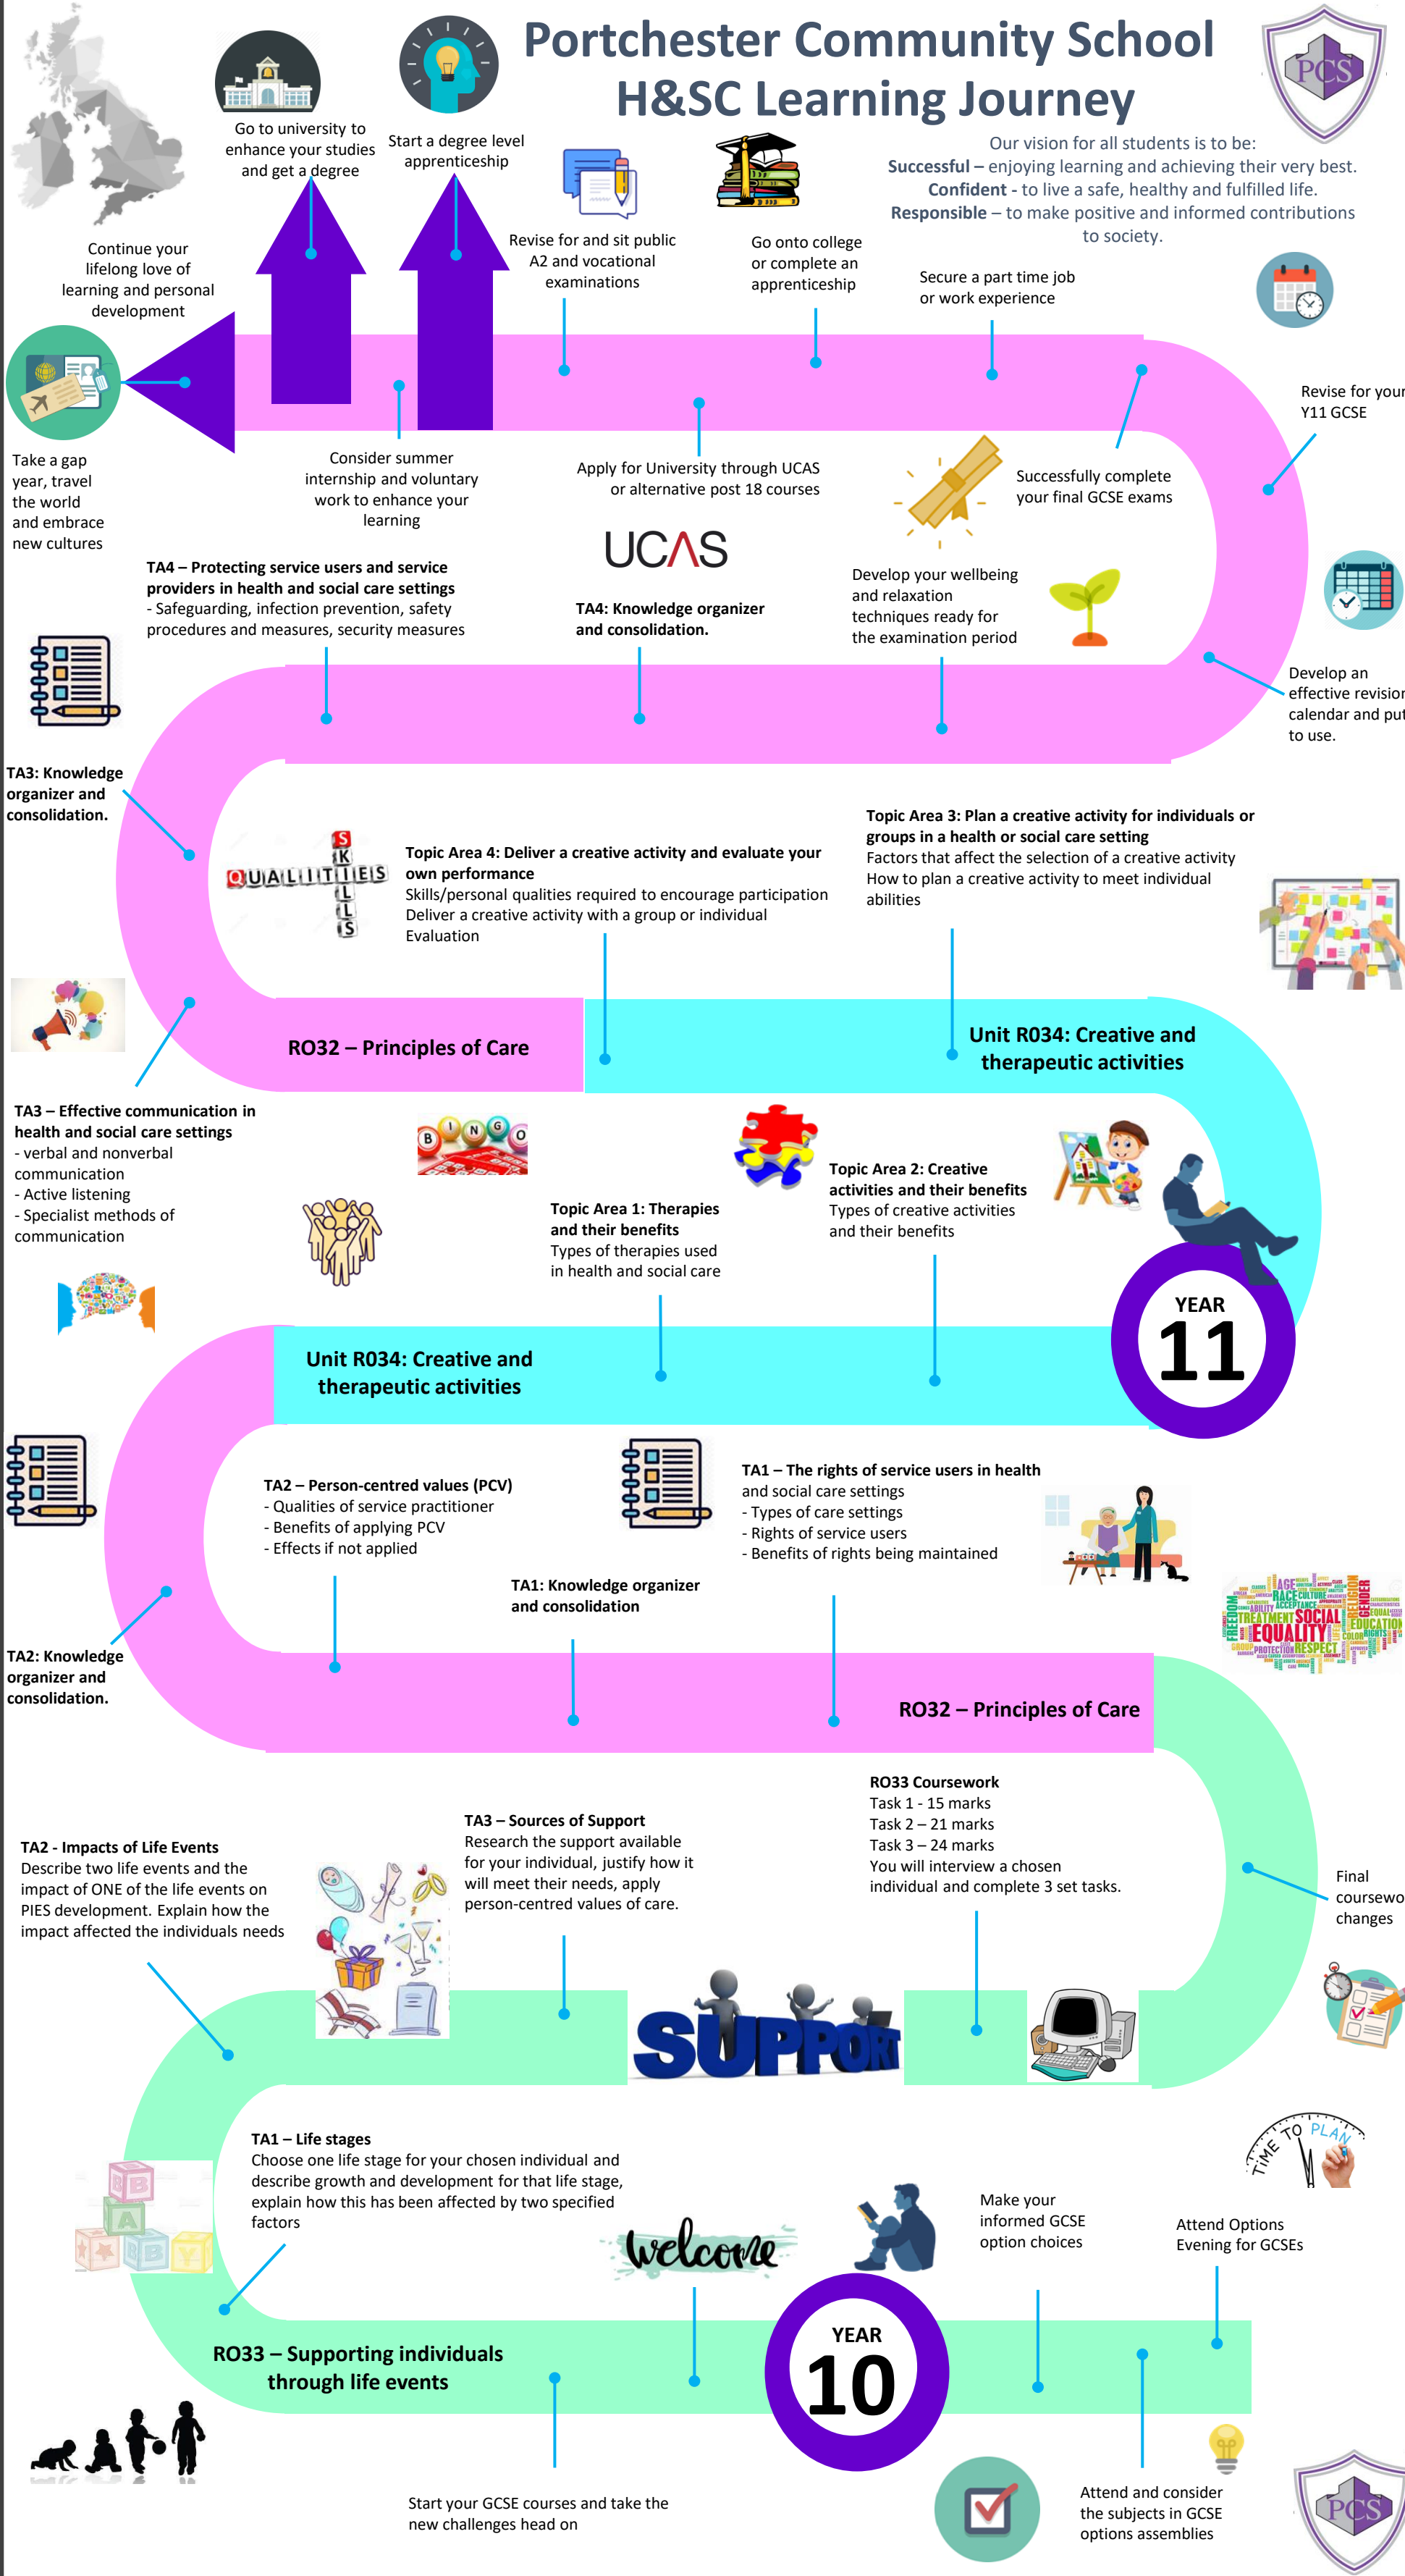 Portchester Community School
H&SC Learning Journey
PCS
Our vision for all students is to be:
Successful – enjoying learning and achieving their very best.
Confident - to live a safe, healthy and fulfilled life.
Responsible – to make positive and informed contributions
to society.
Go to university to
enhance your studies
and get a degree
Start a degree level
apprenticeship
Continue your
lifelong love of
learning and personal
development
Revise for and sit public
A2 and vocational
examinations
Go onto college
or complete an
apprenticeship
Secure a part time job
or work experience
Revise for your
Y11 GCSE
Take a gap
year, travel
the world
and embrace
new cultures
Consider summer
internship and voluntary
work to enhance your
learning
Apply for University through UCAS
or alternative post 18 courses
UCAS
Successfully complete
your final GCSE exams
TA4 – Protecting service users and service
providers in health and social care settings
- Safeguarding, infection prevention, safety
procedures and measures, security measures
TA4: Knowledge organizer
and consolidation.
Develop your wellbeing
and relaxation
techniques ready for
the examination period
Develop an
effective revision
calendar and put
to use.
TA3: Knowledge
organizer and
consolidation.
QUALITIES
SKILLS
Topic Area 4: Deliver a creative activity and evaluate your
own performance
Skills/personal qualities required to encourage participation
Deliver a creative activity with a group or individual
Evaluation
Topic Area 3: Plan a creative activity for individuals or
groups in a health or social care setting
Factors that affect the selection of a creative activity
How to plan a creative activity to meet individual
abilities
RO32 – Principles of Care
Unit R034: Creative and
therapeutic activities
TA3 – Effective communication in
health and social care settings
- verbal and nonverbal
communication
- Active listening
- Specialist methods of
communication
BINGO
Topic Area 1: Therapies
and their benefits
Types of therapies used
in health and social care
Topic Area 2: Creative
activities and their benefits
Types of creative activities
and their benefits
YEAR
11
Unit R034: Creative and
therapeutic activities
TA2 – Person-centred values (PCV)
- Qualities of service practitioner
- Benefits of applying PCV
- Effects if not applied
TA1 – The rights of service users in health
and social care settings
- Types of care settings
- Rights of service users
- Benefits of rights being maintained
TA1: Knowledge organizer
and consolidation
AGE
RACE CULTURE
ABILITY ACCEPTANCE
FREEDOM
TREATMENT SOCIAL
EQUALITY
RELIGION
GENDER
EDUCATION
COLOR RIGHTS
GROUP
PROTECTION RESPECT
TA2: Knowledge
organizer and
consolidation.
RO32 – Principles of Care
RO33 Coursework
Task 1 - 15 marks
Task 2 – 21 marks
Task 3 – 24 marks
You will interview a chosen
individual and complete 3 set tasks.
TA3 – Sources of Support
Research the support available
for your individual, justify how it
will meet their needs, apply
person-centred values of care.
TA2 - Impacts of Life Events
Describe two life events and the
impact of ONE of the life events on
PIES development. Explain how the
impact affected the individuals needs
Final
coursewo
changes
SUPPORT
TIME TO PLAN
TA1 – Life stages
Choose one life stage for your chosen individual and
describe growth and development for that life stage,
explain how this has been affected by two specified
factors
B B
A
B B Y
welcome
Make your
informed GCSE
option choices
Attend Options
Evening for GCSEs
YEAR
10
RO33 – Supporting individuals
through life events
Start your GCSE courses and take the
new challenges head on
Attend and consider
the subjects in GCSE
options assemblies
PCS